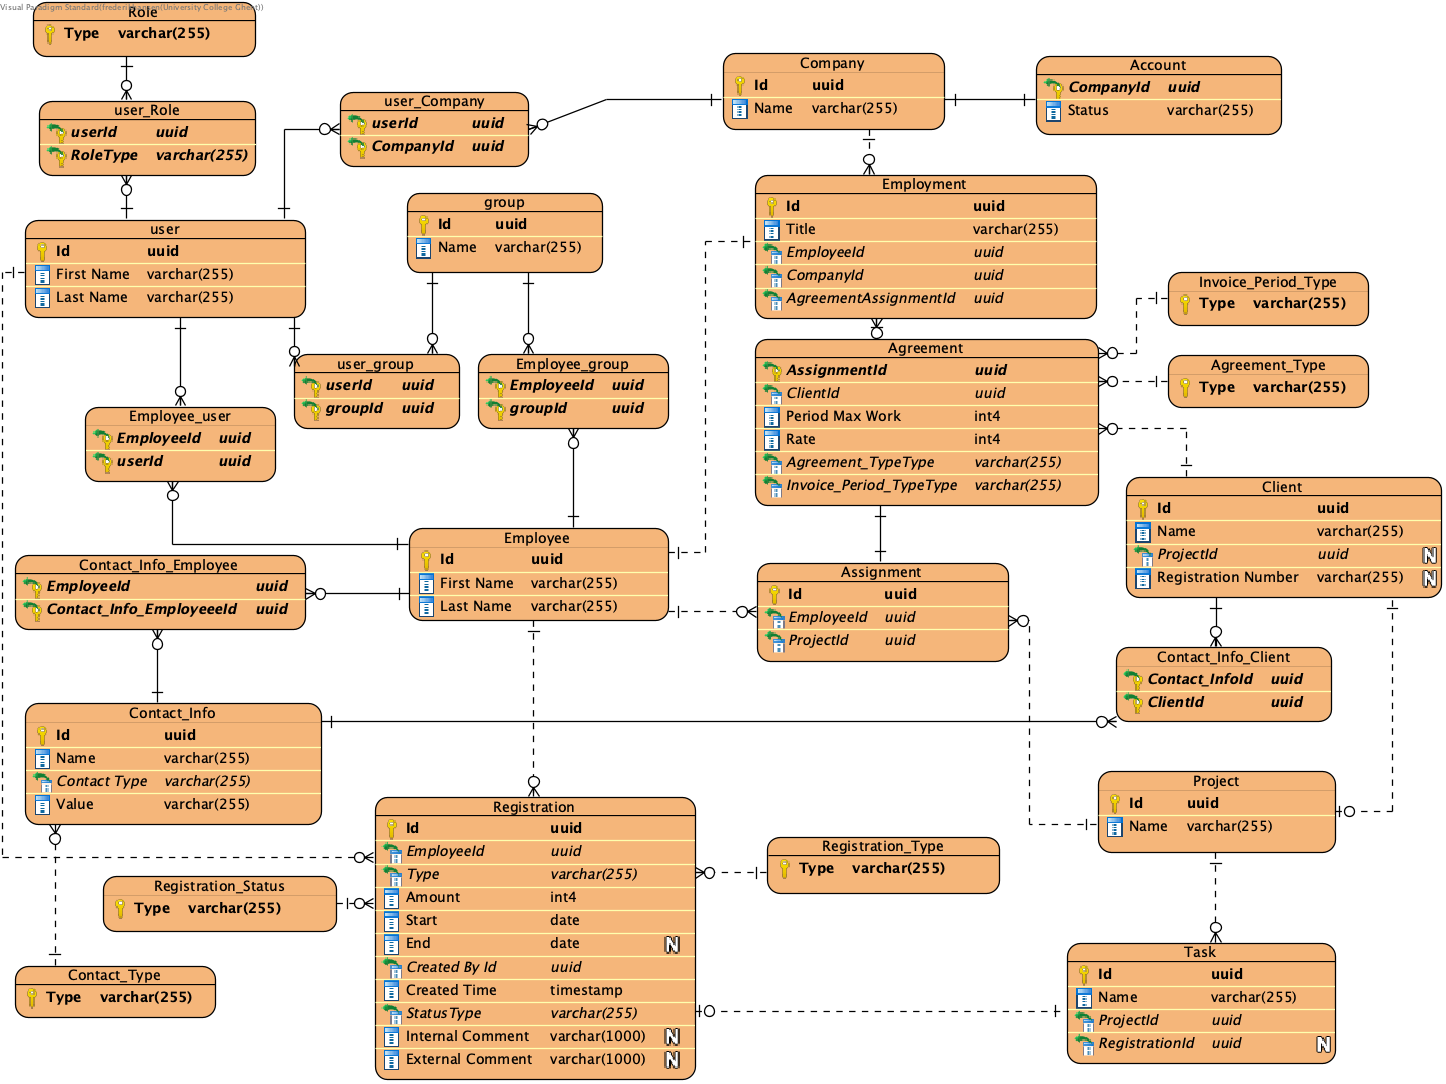 Visual Paradigm Standard(frederikhansen(University College Ghent))
Role
Type varchar(255)
user_Role
userId uuid
RoleType varchar(255)
user_Company
userId uuid
CompanyId uuid
Company
Id uuid
Name varchar(255)
Account
CompanyId uuid
Status varchar(255)
user
Id uuid
First Name varchar(255)
Last Name varchar(255)
group
Id uuid
Name varchar(255)
Employment
Id uuid
Title varchar(255)
EmployeeId uuid
CompanyId uuid
AgreementAssignmentId uuid
Invoice_Period_Type
Type varchar(255)
user_group
userId uuid
groupId uuid
Employee_group
EmployeeId uuid
groupId uuid
Agreement
AssignmentId uuid
ClientId uuid
Period Max Work int4
Rate int4
Agreement_TypeType varchar(255)
Invoice_Period_TypeType varchar(255)
Agreement_Type
Type varchar(255)
Employee_user
EmployeeId uuid
userId uuid
Client
Id uuid
Name varchar(255)
ProjectId uuid N
Registration Number varchar(255) N
Employee
Id uuid
First Name varchar(255)
Last Name varchar(255)
Contact_Info_Employee
EmployeeId uuid
Contact_Info_EmployeeeId uuid
Assignment
Id uuid
EmployeeId uuid
ProjectId uuid
Contact_Info_Client
Contact_InfoId uuid
ClientId uuid
Contact_Info
Id uuid
Name varchar(255)
Contact Type varchar(255)
Value varchar(255)
Project
Id uuid
Name varchar(255)
Registration
Id uuid
EmployeeId uuid
Type varchar(255)
Amount int4
Start date
End date N
Created By Id uuid
Created Time timestamp
StatusType varchar(255)
Internal Comment varchar(1000) N
External Comment varchar(1000) N
Registration_Type
Type varchar(255)
Registration_Status
Type varchar(255)
Contact_Type
Type varchar(255)
Task
Id uuid
Name varchar(255)
ProjectId uuid
RegistrationId uuid N